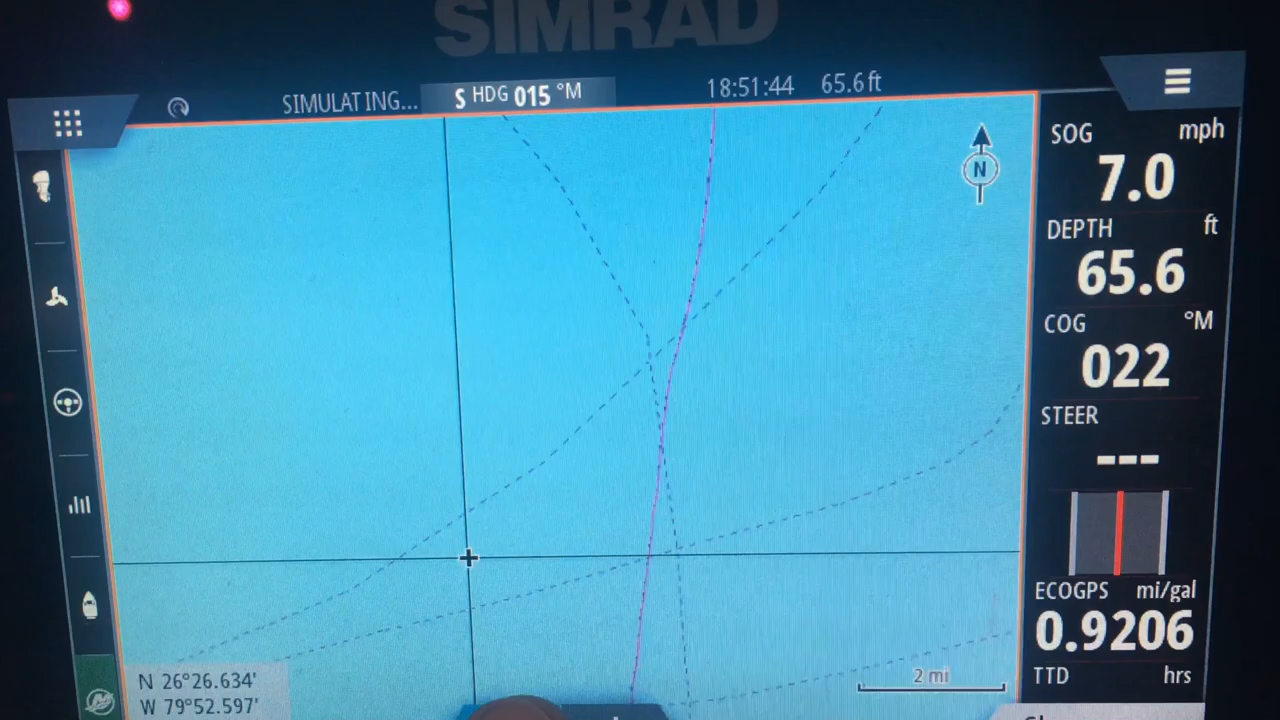 SIMRAD
SIMULATING... S HDG 015 °M 18:51:44 65.6 ft
N
SOG mph
7.0
DEPTH ft
65.6
COG °M
022
STEER
---
ECOGPS mi/gal
0.9206
TTD hrs
2 mi
N 26°26.634'
W 79°52.597'